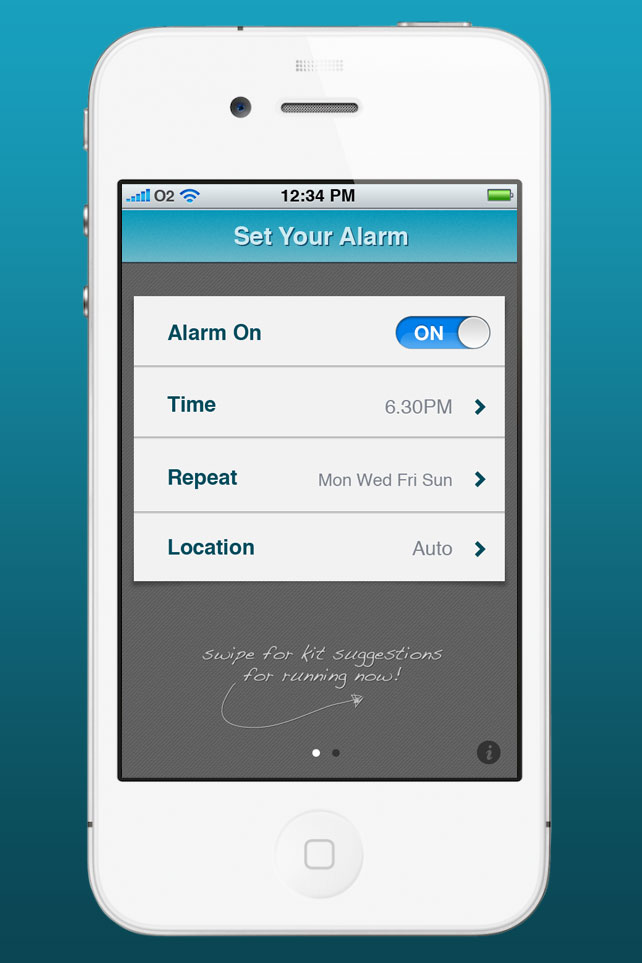 O2 12:34 PM
Set Your Alarm
Alarm On ON
Time 6.30PM
Repeat Mon Wed Fri Sun
Location Auto
swipe for kit suggestions
for running now!
i